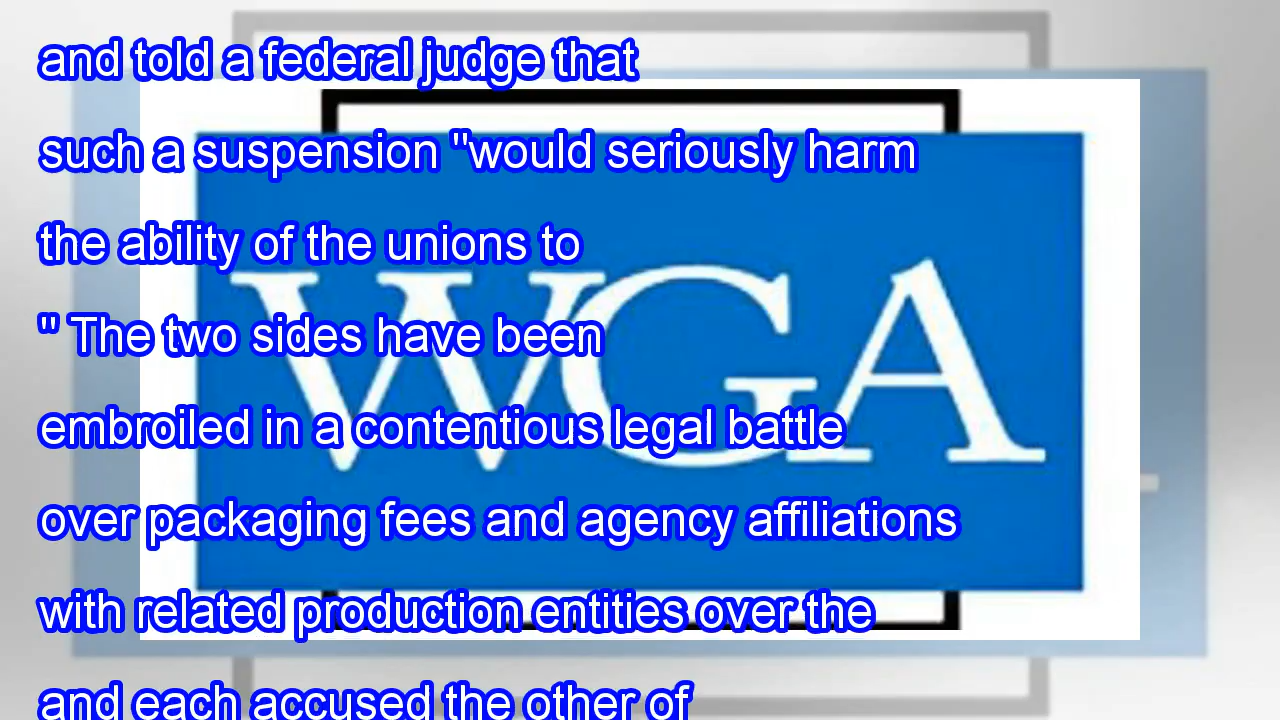 and told a federal judge that
such a suspension "would seriously harm
the ability of the unions to
" The two sides have been
embroiled in a contentious legal battle
over packaging fees and agency affiliations
with related production entities over the
and each accused the other of
WGA